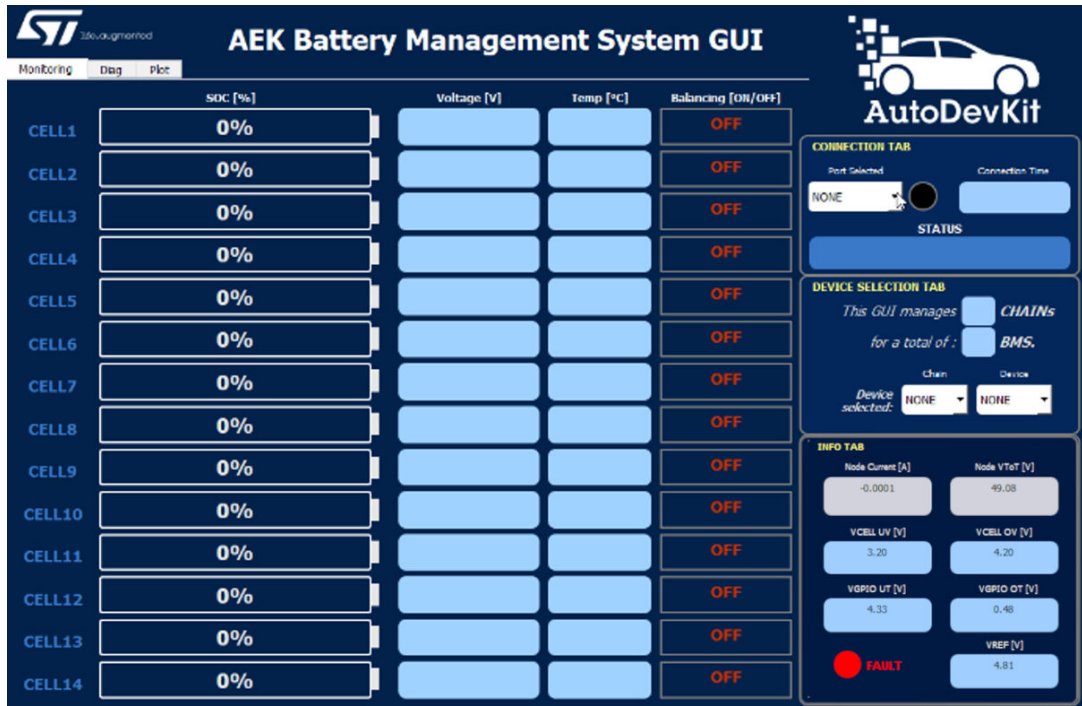 ST life.augmented
AEK Battery Management System GUI
Monitoring Diag Plot
AutoDevKit
SOC [%] Voltage [V] Temp [ºC] Balancing [ON/OFF]
CELL1 0% OFF
CELL2 0% OFF
CELL3 0% OFF
CELL4 0% OFF
CELL5 0% OFF
CELL6 0% OFF
CELL7 0% OFF
CELL8 0% OFF
CELL9 0% OFF
CELL10 0% OFF
CELL11 0% OFF
CELL12 0% OFF
CELL13 0% OFF
CELL14 0% OFF
CONNECTION TAB
Port Selected Connection Time
NONE
STATUS
DEVICE SELECTION TAB
This GUI manages CHAINs
for a total of : BMS.
Chain Device
Device selected: NONE NONE
INFO TAB
Node Current [A] Node VTOT [V]
-0.0001 49.08
VCELL UV [V] VCELL OV [V]
3.20 4.20
VGPIO UT [V] VGPIO OT [V]
4.33 0.48
VREF [V]
FAULT 4.81